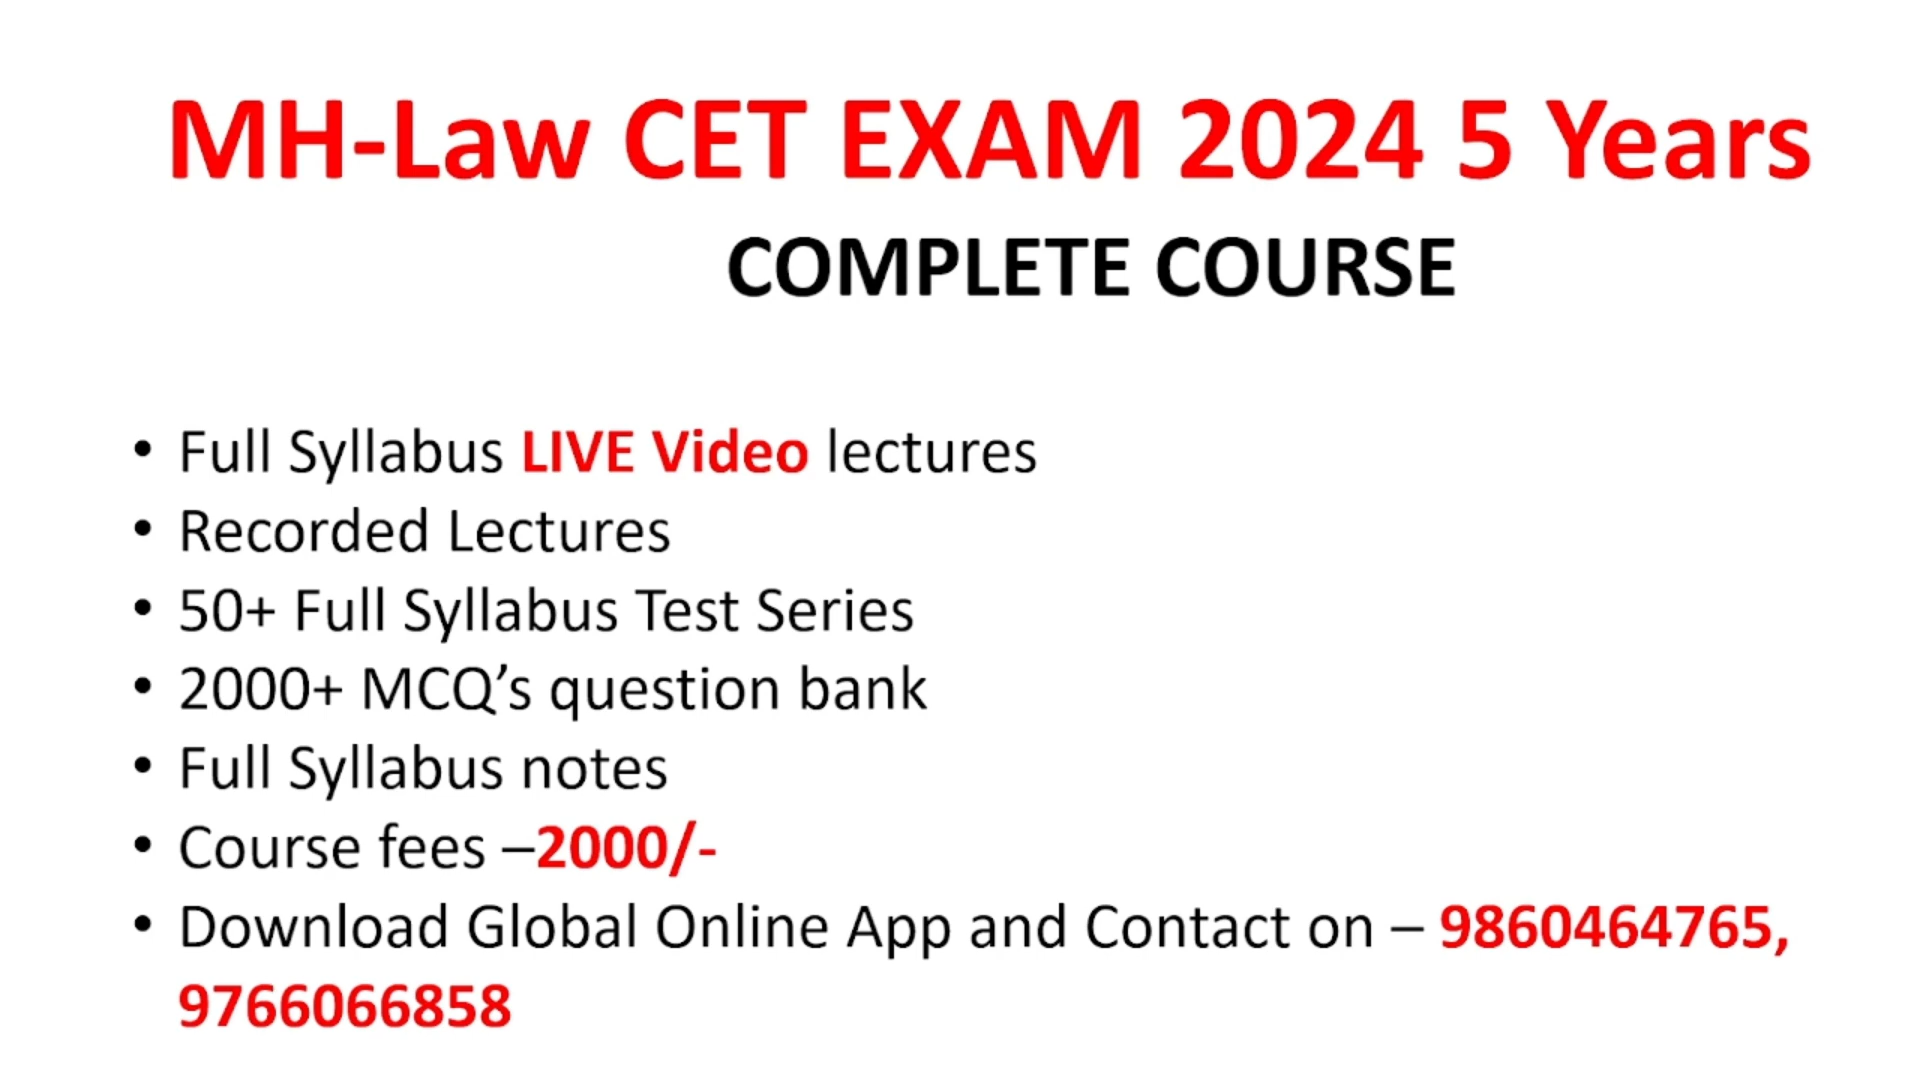 MH-Law CET EXAM 2024 5 Years
COMPLETE COURSE
• Full Syllabus LIVE Video lectures
• Recorded Lectures
• 50+ Full Syllabus Test Series
• 2000+ MCQ’s question bank
• Full Syllabus notes
• Course fees –2000/-
• Download Global Online App and Contact on – 9860464765,
9766066858